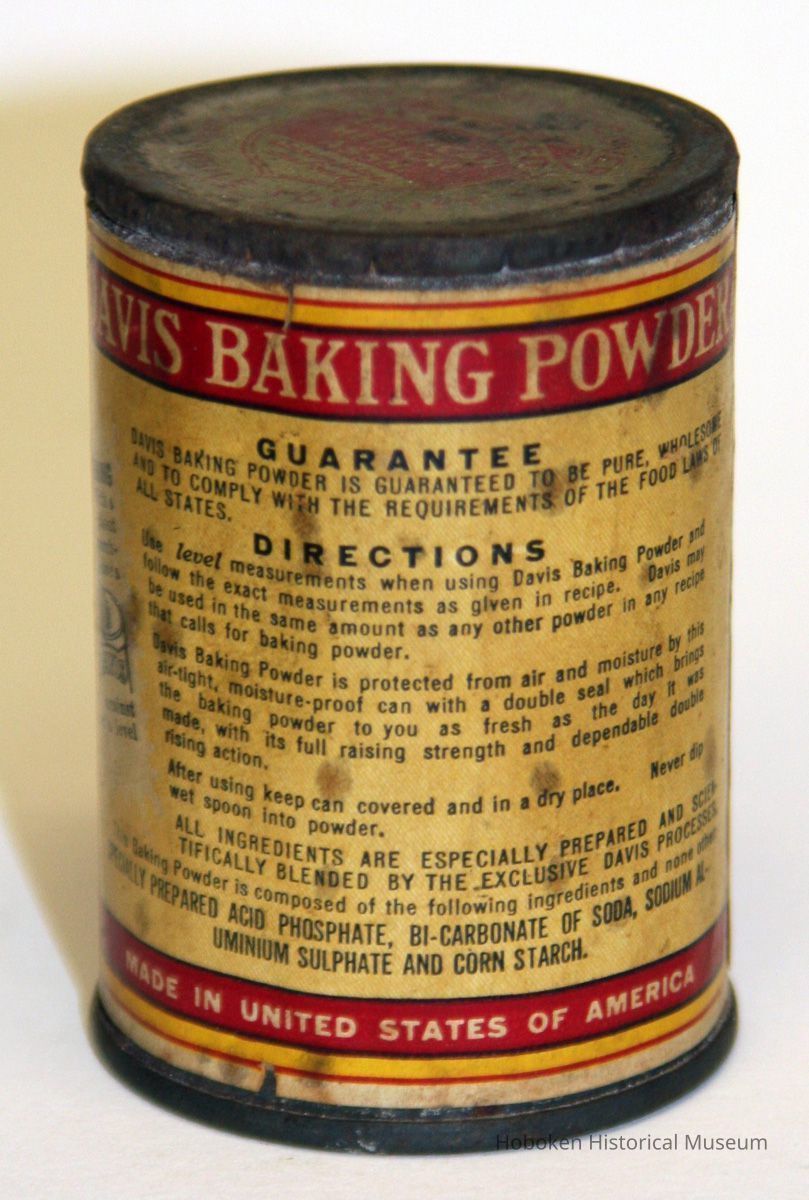 AVIS BAKING POWDER
GUARANTEE
DAVIS BAKING POWDER IS GUARANTEED TO BE PURE, WHOLESOME
AND TO COMPLY WITH THE REQUIREMENTS OF THE FOOD LAWS OF
ALL STATES.
DIRECTIONS
Use level measurements when using Davis Baking Powder and
follow the exact measurements as given in recipe. Davis may
be used in the same amount as any other powder in any recipe
that calls for baking powder.
Davis Baking Powder is protected from air and moisture by this
air-tight, moisture-proof can with a double seal which brings
the baking powder to you as fresh as the day it was
made, with its full raising strength and dependable double
rising action.
After using keep can covered and in a dry place. Never dip
wet spoon into powder.
ALL INGREDIENTS ARE ESPECIALLY PREPARED AND SCIEN-
TIFICALLY BLENDED BY THE EXCLUSIVE DAVIS PROCESSES.
This Baking Powder is composed of the following ingredients and none other
PECIALLY PREPARED ACID PHOSPHATE, BI-CARBONATE OF SODA, SODIUM AL-
UMINIUM SULPHATE AND CORN STARCH.
MADE IN UNITED STATES OF AMERICA
Hoboken Historical Museum